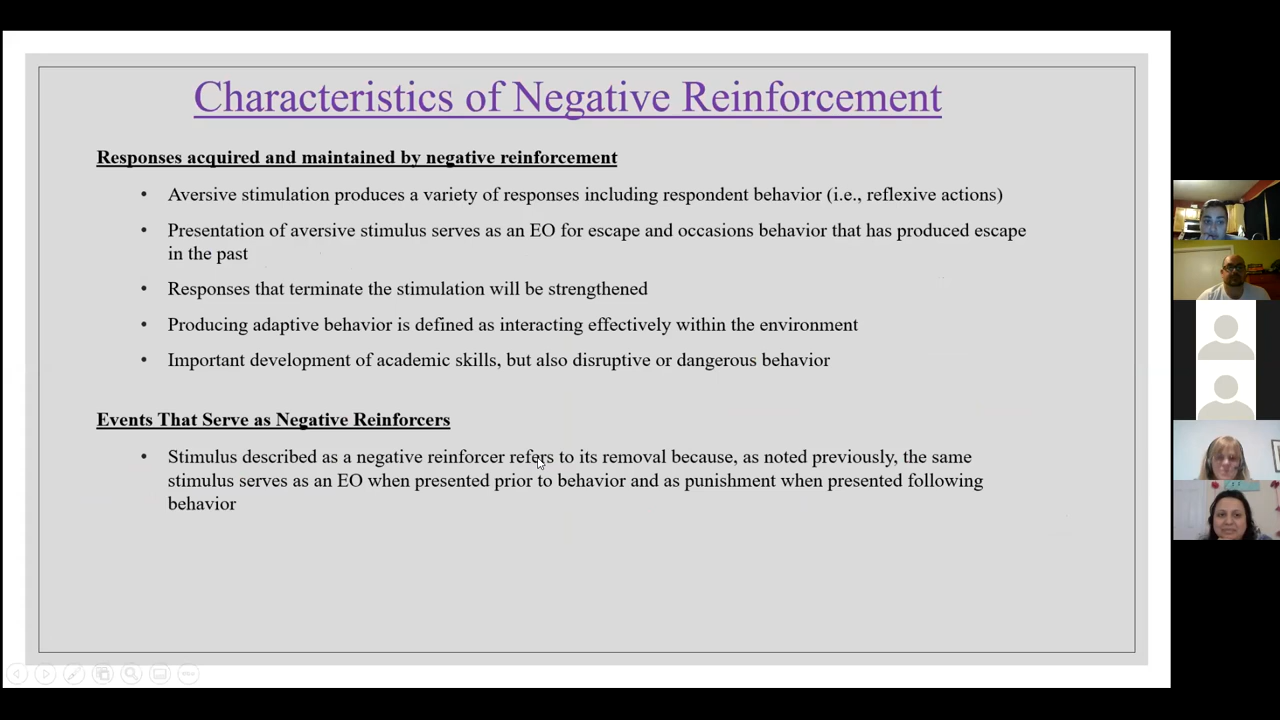 Characteristics of Negative Reinforcement
Responses acquired and maintained by negative reinforcement
• Aversive stimulation produces a variety of responses including respondent behavior (i.e., reflexive actions)
• Presentation of aversive stimulus serves as an EO for escape and occasions behavior that has produced escape
in the past
• Responses that terminate the stimulation will be strengthened
• Producing adaptive behavior is defined as interacting effectively within the environment
• Important development of academic skills, but also disruptive or dangerous behavior
Events That Serve as Negative Reinforcers
• Stimulus described as a negative reinforcer refers to its removal because, as noted previously, the same
stimulus serves as an EO when presented prior to behavior and as punishment when presented following
behavior